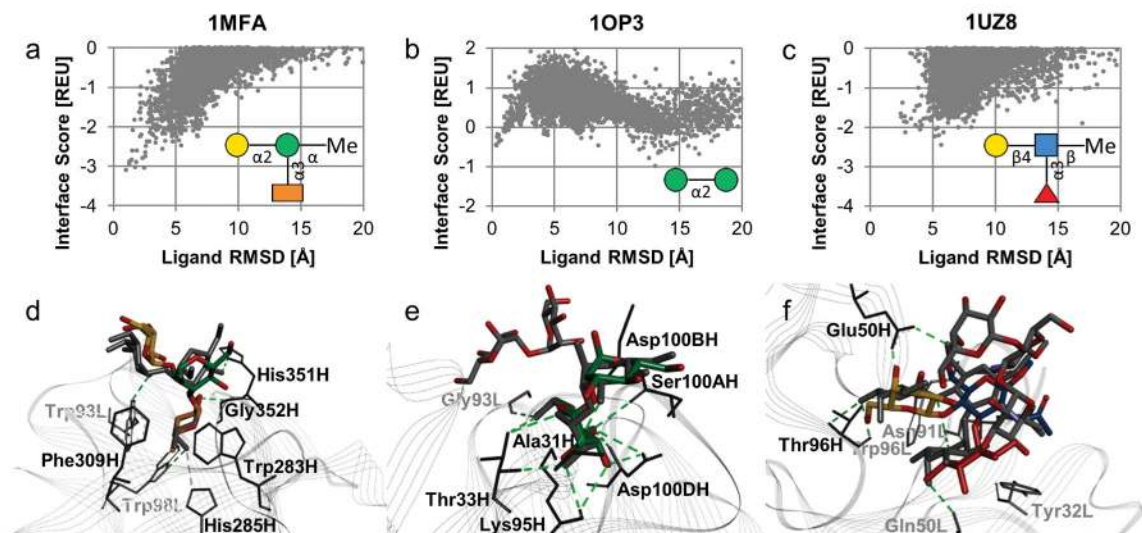 1MFA
1OP3
1UZ8
a
b
c
Interface Score [REU]
0
-1
-2
-3
-4
0 5 10 15 20
Ligand RMSD [Å]
α2
α
Me
α3
Interface Score [REU]
2
1
0
-1
-2
0 5 10 15 20
Ligand RMSD [Å]
α2
Interface Score [REU]
0
-1
-2
-3
-4
0 5 10 15 20
Ligand RMSD [Å]
β4
β
Me
α3
d
His351H
Trp93L
Gly352H
Phe309H
Trp283H
Trp98L
His285H
e
Asp100BH
Ser100AH
Gly93L
Ala31H
Thr33H
Asp100DH
Lys95H
f
Glu50H
Asn91L
Thr96H
Trp96L
Tyr32L
Gln50L